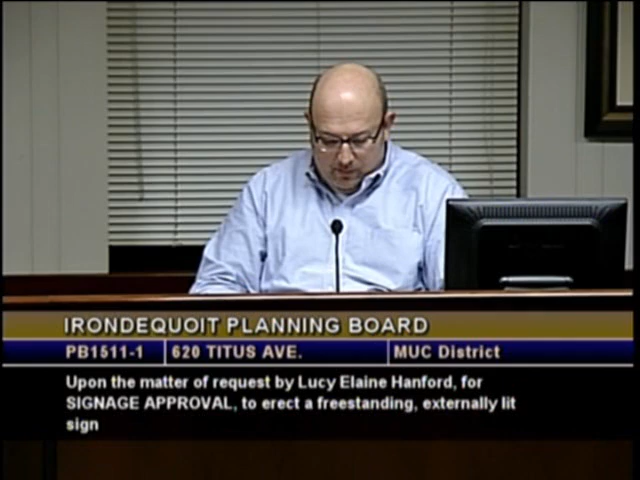 IRONDEQUOIT PLANNING BOARD
PB1511-1 620 TITUS AVE. MUC District
Upon the matter of request by Lucy Elaine Hanford, for
SIGNAGE APPROVAL, to erect a freestanding, externally lit
sign